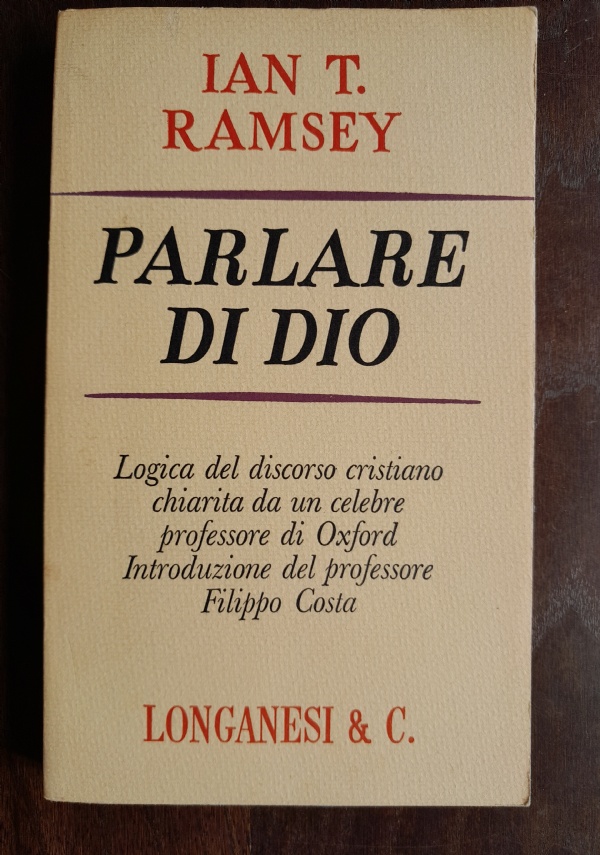 IAN T.
RAMSEY
PARLARE
DI DIO
Logica del discorso cristiano
chiarita da un celebre
professore di Oxford
Introduzione del professore
Filippo Costa
LONGANESI & C.